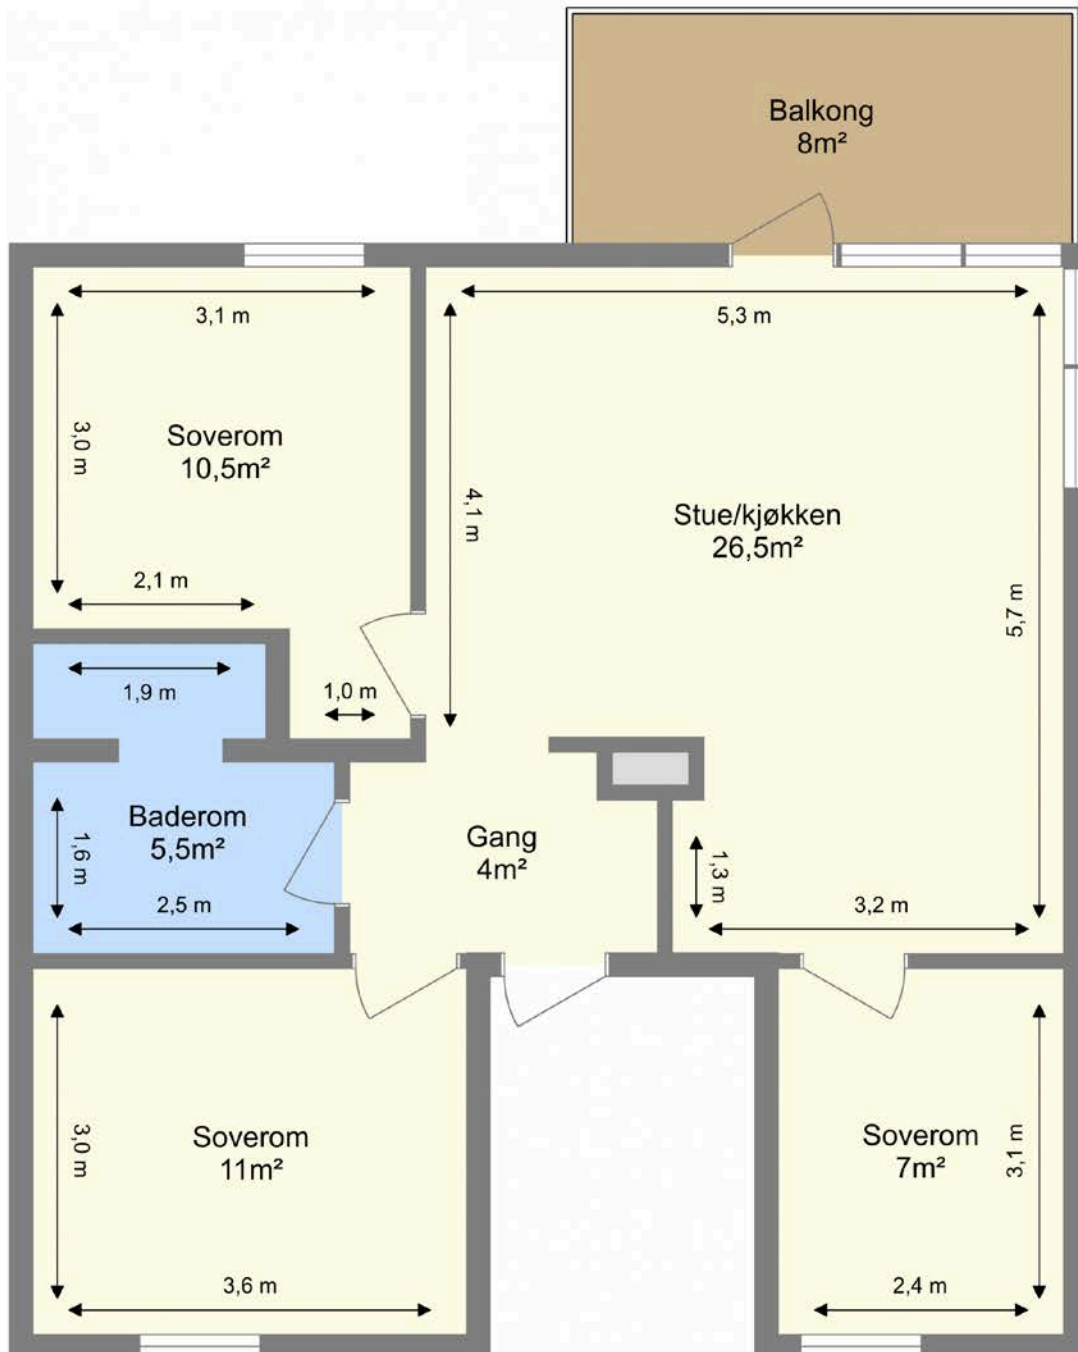 Balkong
8m²
3,1 m
5,3 m
3,0 m
Soverom
10,5m²
4,1 m
Stue/kjøkken
26,5m²
2,1 m
5,7 m
1,9 m
1,0 m
Baderom
5,5m²
1,6 m
2,5 m
Gang
4m²
1,3 m
3,2 m
Soverom
11m²
3,0 m
3,6 m
Soverom
7m²
3,1 m
2,4 m